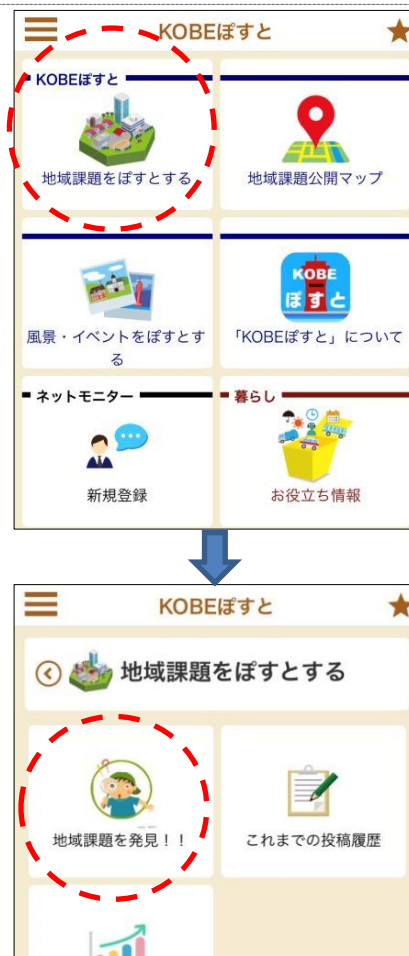 KOBEぽすと
KOBEぽすと
地域課題をぽすとする
地域課題公開マップ
風景・イベントをぽすとす
る
KOBE
ぽすと
「KOBEぽすと」について
ネットモニター
新規登録
暮らし
お役立ち情報
KOBEぽすと
地域課題をぽすとする
地域課題を発見！！
これまでの投稿履歴